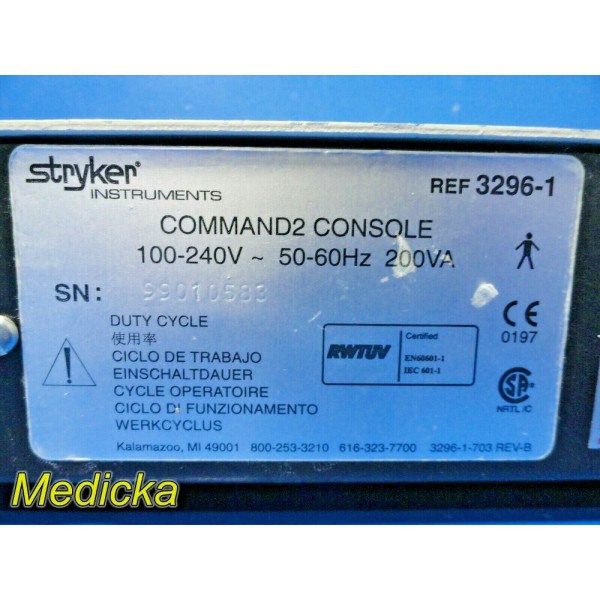 stryker®
INSTRUMENTS
REF 3296-1
COMMAND2 CONSOLE
100-240V ~ 50-60Hz 200VA
SN: 99010583
DUTY CYCLE
使用率
CICLO DE TRABAJO
EINSCHALTDAUER
CYCLE OPERATOIRE
CICLO DI FUNZIONAMENTO
WERKCYCLUS
RWTUV
Certified
EN60601-1
IEC 601-1
CE
0197
SA
NRTL/C
Kalamazoo, MI 49001 800-253-3210 616-323-7700 3296-1-703 REV-B
Medicka